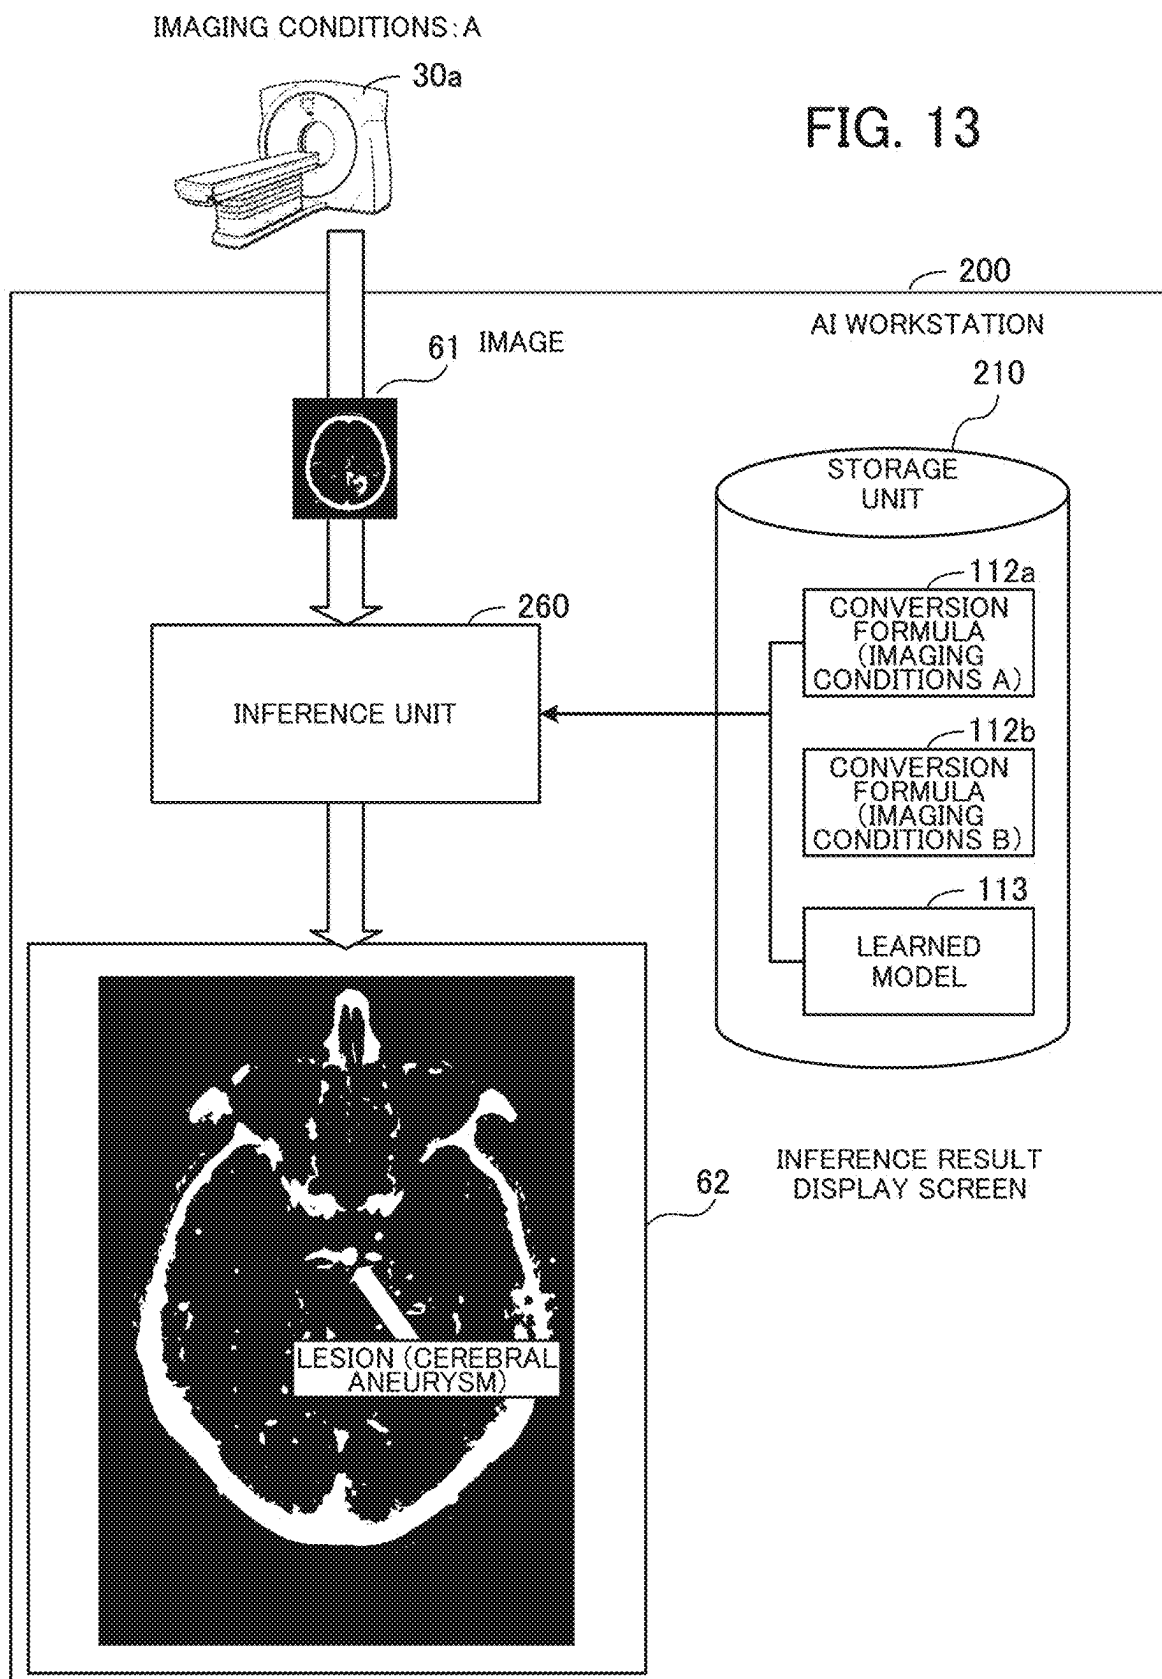 IMAGING CONDITIONS:A
30a
FIG. 13
200
AI WORKSTATION
61
IMAGE
210
STORAGE
UNIT
112a
CONVERSION
FORMULA
(IMAGING
CONDITIONS A)
260
INFERENCE UNIT
112b
CONVERSION
FORMULA
(IMAGING
CONDITIONS B)
113
LEARNED
MODEL
INFERENCE RESULT
DISPLAY SCREEN
62
LESION (CEREBRAL
ANEURYSM)